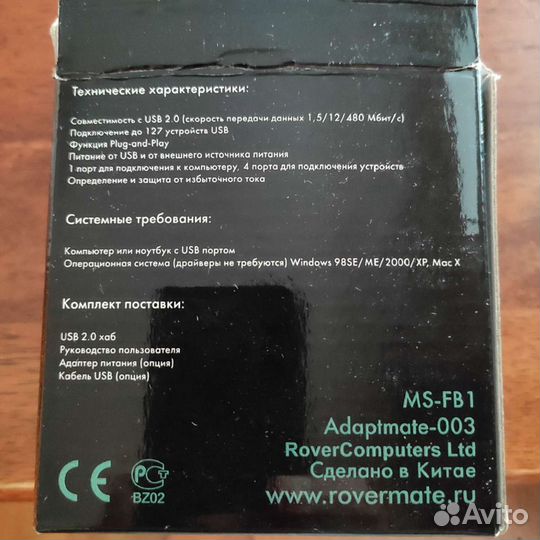 Технические характеристики:
Совместимость с USB 2.0 (скорость передачи данных 1,5/12/480 Мбит/с)
Подключение до 127 устройств USB
Функция Plug-and-Play
Питание от USB и от внешнего источника питания
1 порт для подключения к компьютеру, 4 порта для подключения устройств
Определение и защита от избыточного тока
Системные требования:
Компьютер или ноутбук с USB портом
Операционная система (драйверы не требуются) Windows 98SE/ME/2000/XP, Mac X
Комплект поставки:
USB 2.0 хаб
Руководство пользователя
Адаптер питания (опция)
Кабель USB (опция)
MS-FB1
Adaptmate-003
RoverComputers Ltd
Сделано в Китае
www.rovermate.ru
CE
РСТ
BZ02
Avito